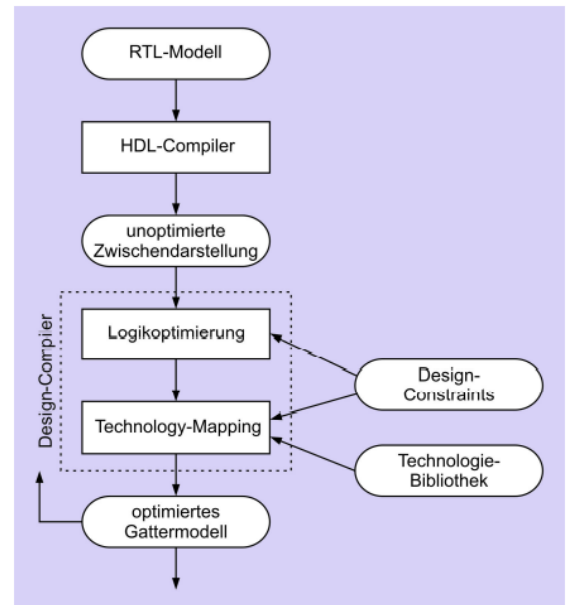 RTL-Modell
HDL-Compiler
unoptimierte
Zwischendarstellung
Design-Compiler
Logikoptimierung
Design-
Constraints
Technology-Mapping
Technologie-
Bibliothek
optimiertes
Gattermodell